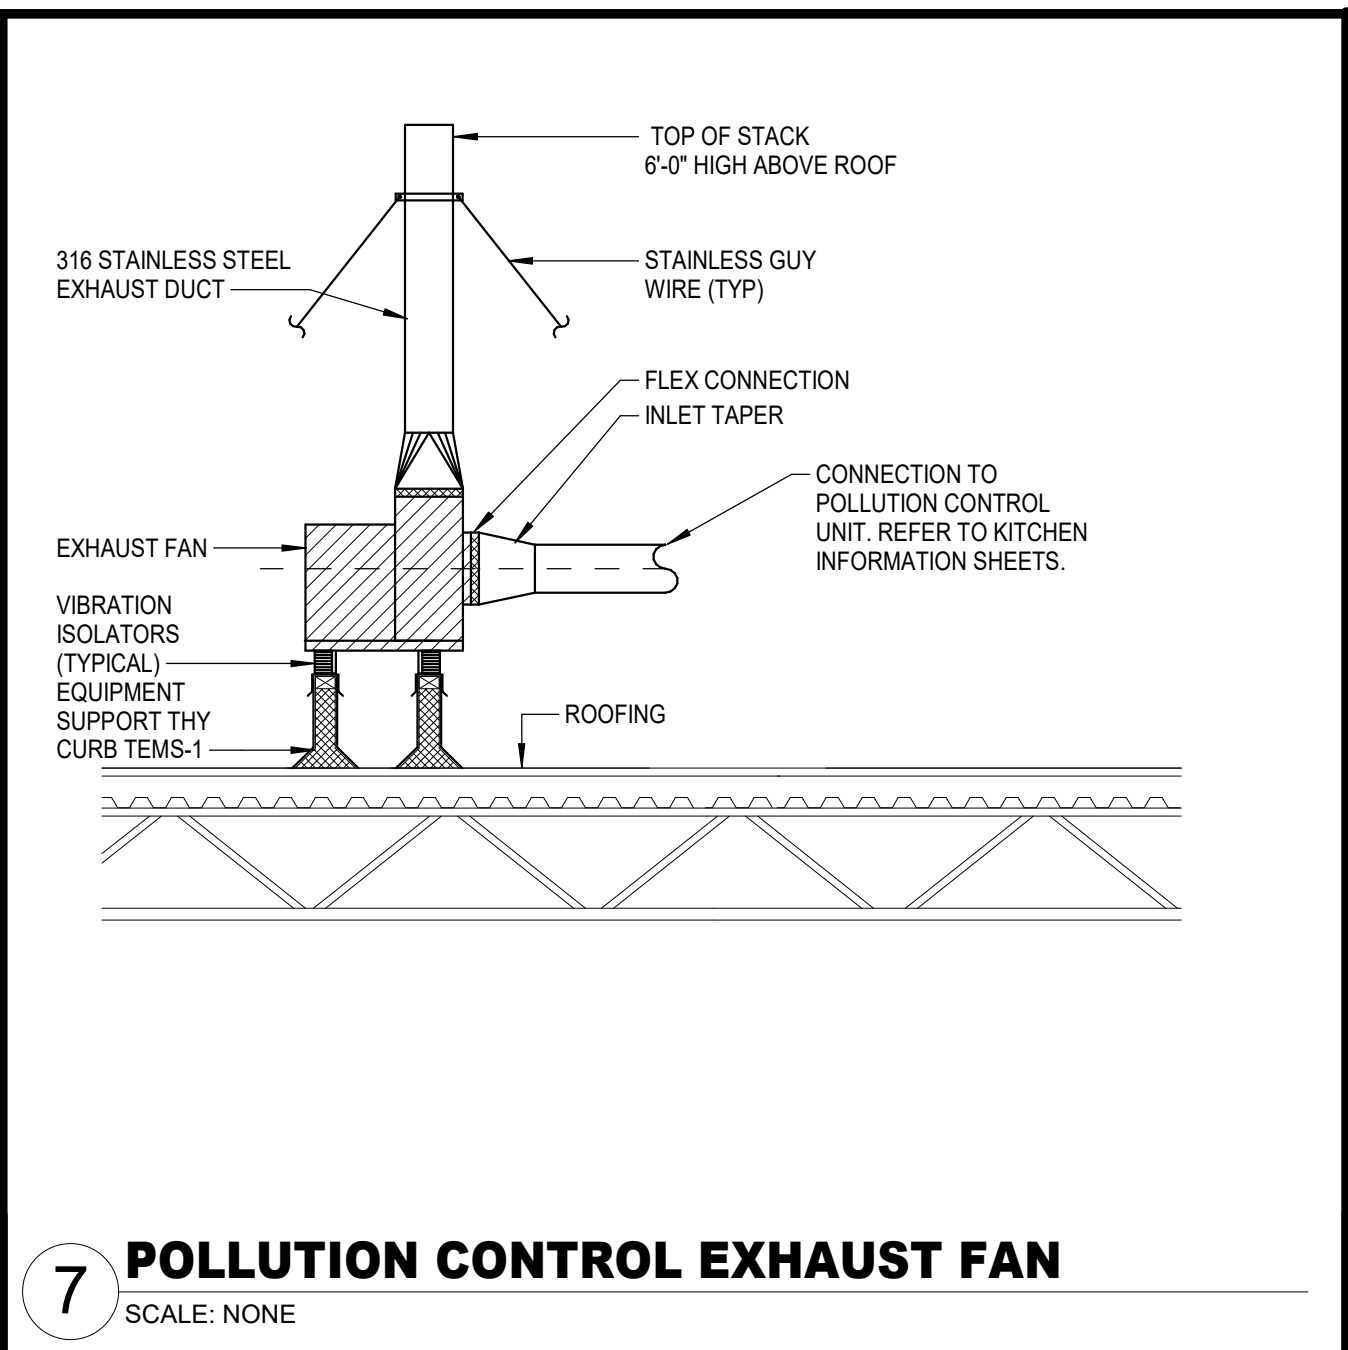 TOP OF STACK
6'-0" HIGH ABOVE ROOF
316 STAINLESS STEEL
EXHAUST DUCT
STAINLESS GUY
WIRE (TYP)
FLEX CONNECTION
INLET TAPER
CONNECTION TO
POLLUTION CONTROL
UNIT. REFER TO KITCHEN
INFORMATION SHEETS.
EXHAUST FAN
VIBRATION
ISOLATORS
(TYPICAL)
EQUIPMENT
SUPPORT THY
CURB TEMS-1
ROOFING
7
POLLUTION CONTROL EXHAUST FAN
SCALE: NONE